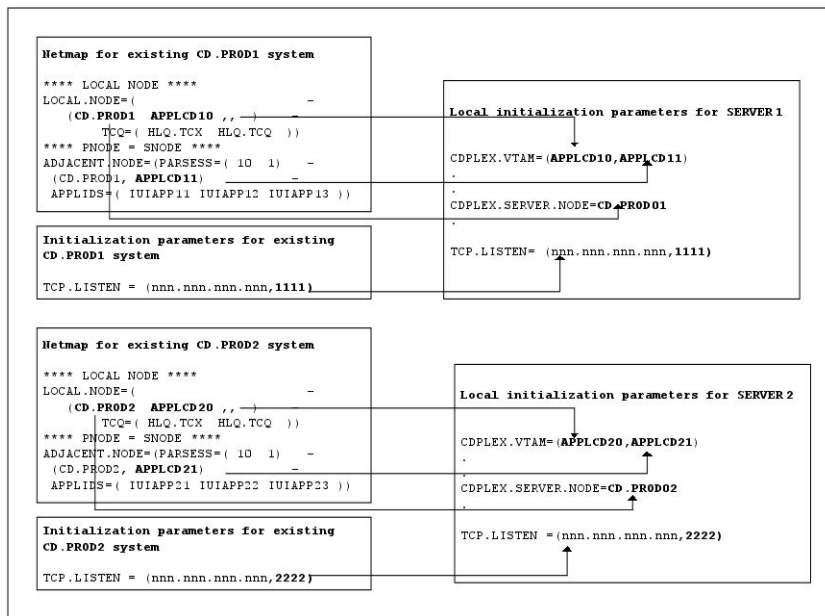 Netmap for existing CD.PROD1 system
**** LOCAL NODE ****
LOCAL.NODE=( -
(CD.PROD1 APPLCD10 ,, ) -
TCQ=( HLQ.TCX HLQ.TCQ ))
**** PNODE = SNODE ****
ADJACENT.NODE=(PARSESS=( 10 1) -
(CD.PROD1, APPLCD11) -
APPLIDS=( IUIAPP11 IUIAPP12 IUIAPP13 ))
Initialization parameters for existing
CD.PROD1 system
TCP.LISTEN = (nnn.nnn.nnn.nnn,1111)
Local initialization parameters for SERVER1
CDPLEX.VTAM=(APPLCD10,APPLCD11)
.
.
CDPLEX.SERVER.NODE=CD.PROD01
.
TCP.LISTEN= (nnn.nnn.nnn.nnn,1111)
Netmap for existing CD.PROD2 system
**** LOCAL NODE ****
LOCAL.NODE=( -
(CD.PROD2 APPLCD20 ,, ) -
TCQ=( HLQ.TCX HLQ.TCQ ))
**** PNODE = SNODE ****
ADJACENT.NODE=(PARSESS=( 10 1) -
(CD.PROD2, APPLCD21) -
APPLIDS=( IUIAPP21 IUIAPP22 IUIAPP23 ))
Initialization parameters for existing
CD.PROD2 system
TCP.LISTEN = (nnn.nnn.nnn.nnn,2222)
Local initialization parameters for SERVER2
CDPLEX.VTAM=(APPLCD20,APPLCD21)
.
.
CDPLEX.SERVER.NODE=CD.PROD02
.
TCP.LISTEN =(nnn.nnn.nnn.nnn,2222)